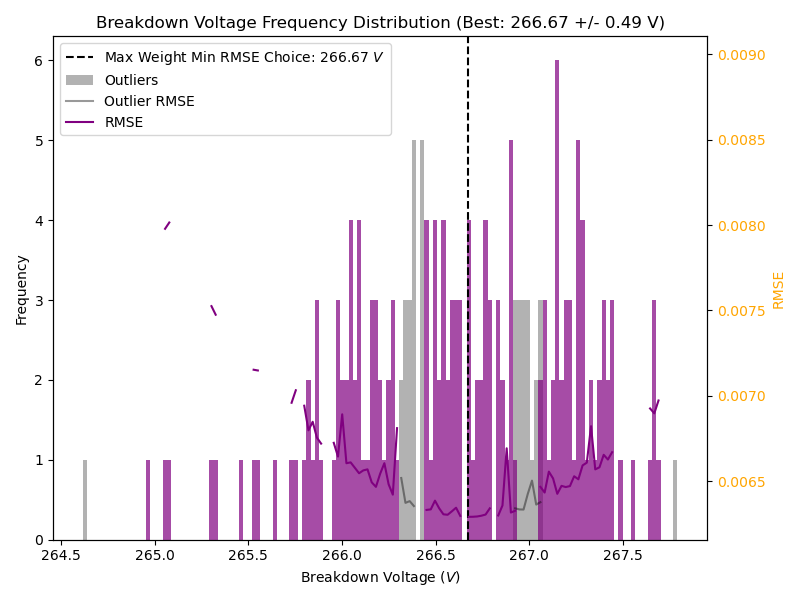 Breakdown Voltage Frequency Distribution (Best: 266.67 +/- 0.49 V)
Max Weight Min RMSE Choice: 266.67 V
Outliers
Outlier RMSE
RMSE
Frequency
6
5
4
3
2
1
0
0.0090
0.0085
0.0080
0.0075
0.0070
0.0065
RMSE
264.5 265.0 265.5 266.0 266.5 267.0 267.5
Breakdown Voltage (V)